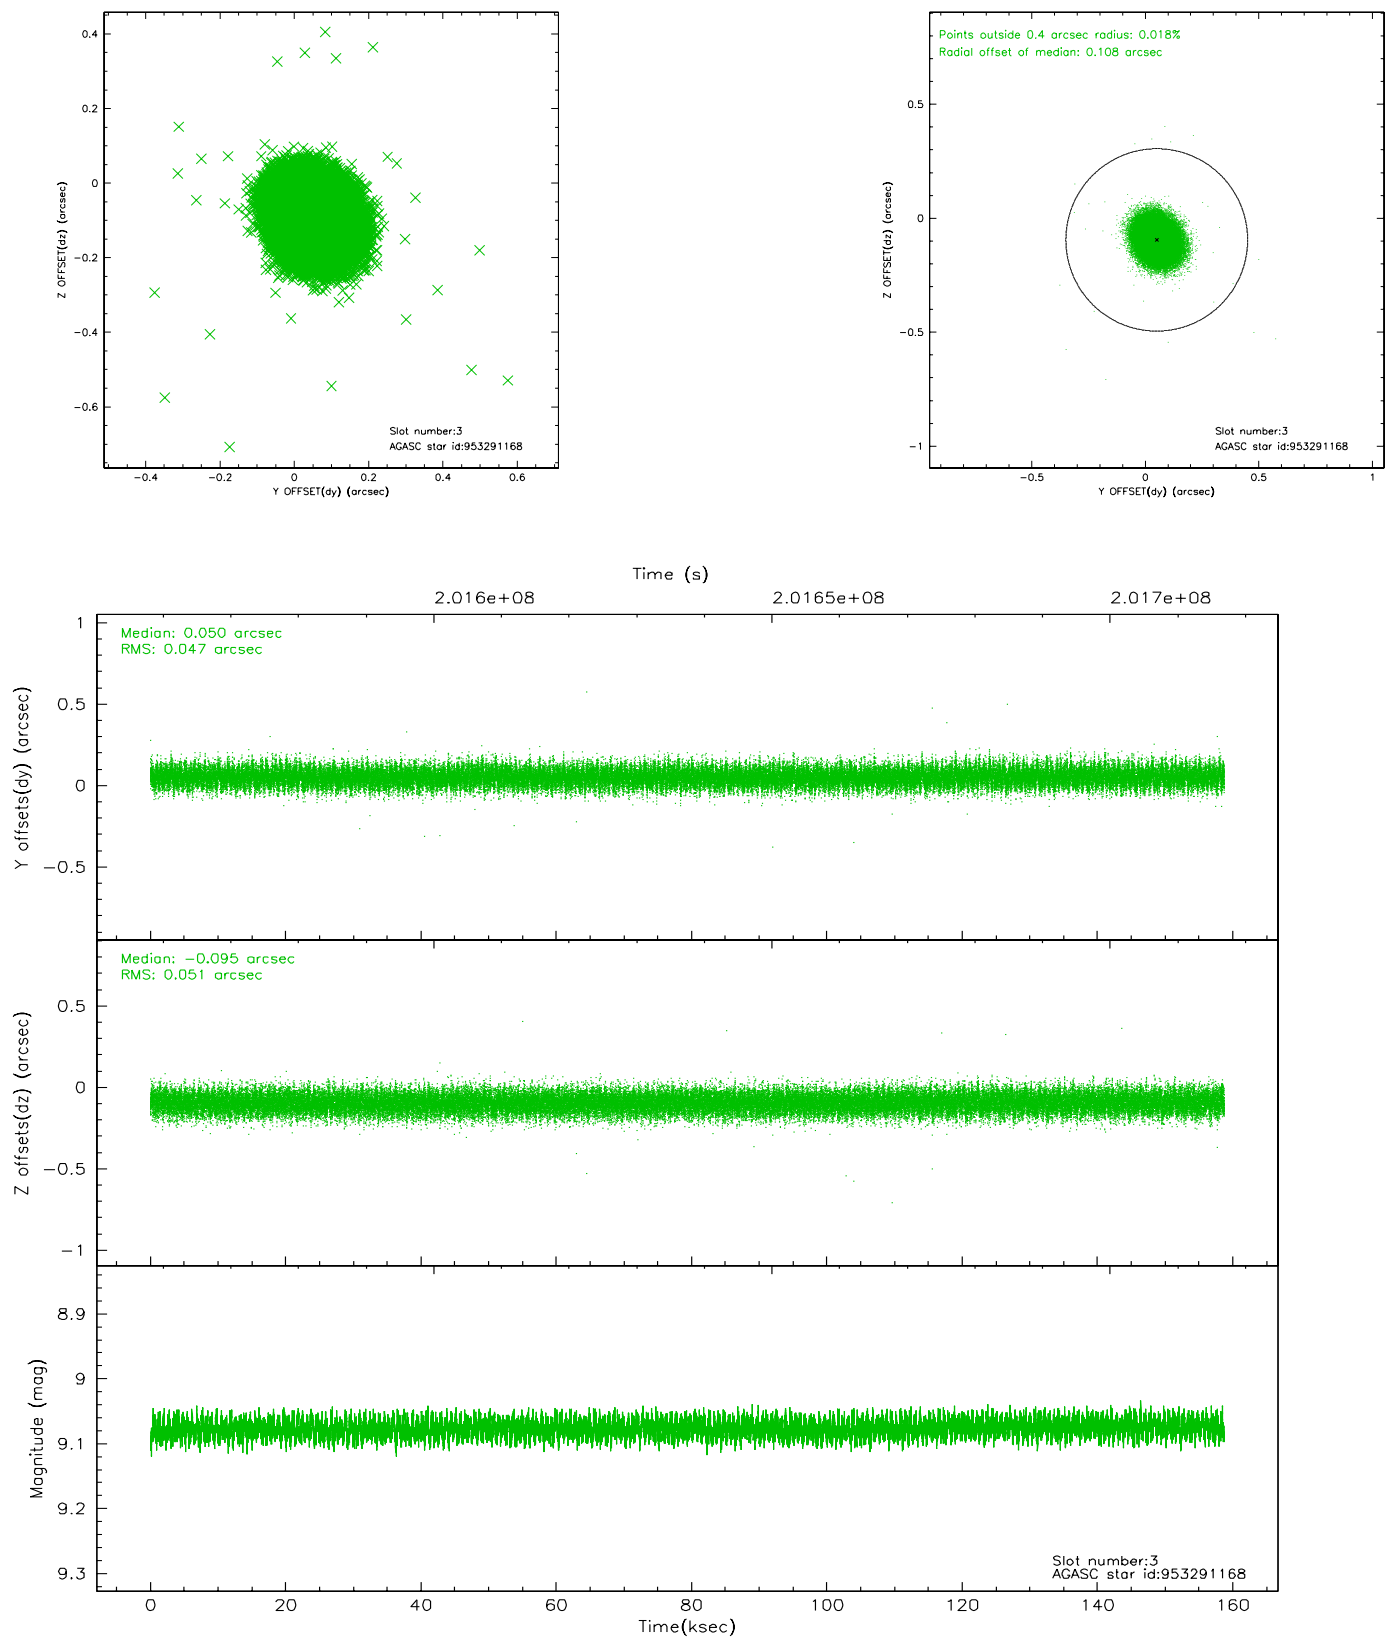 0.4
0.2
0
−0.2
−0.4
−0.6
Z OFFSET(dz) (arcsec)
Slot number:3
AGASC star id:953291168
−0.4 −0.2 0 0.2 0.4 0.6
Y OFFSET(dy) (arcsec)
Points outside 0.4 arcsec radius: 0.018%
Radial offset of median: 0.108 arcsec
0.5
0
−0.5
−1
Z OFFSET(dz) (arcsec)
Slot number:3
AGASC star id:953291168
−0.5 0 0.5 1
Y OFFSET(dy) (arcsec)
Time (s)
2.016e+08 2.0165e+08 2.017e+08
Median: 0.050 arcsec
RMS: 0.047 arcsec
1
0.5
0
−0.5
Y offsets(dy) (arcsec)
Median: −0.095 arcsec
RMS: 0.051 arcsec
0.5
0
−0.5
−1
Z offsets(dz) (arcsec)
8.9
9
9.1
9.2
9.3
Magnitude (mag)
Slot number:3
AGASC star id:953291168
0 20 40 60 80 100 120 140 160
Time(ksec)